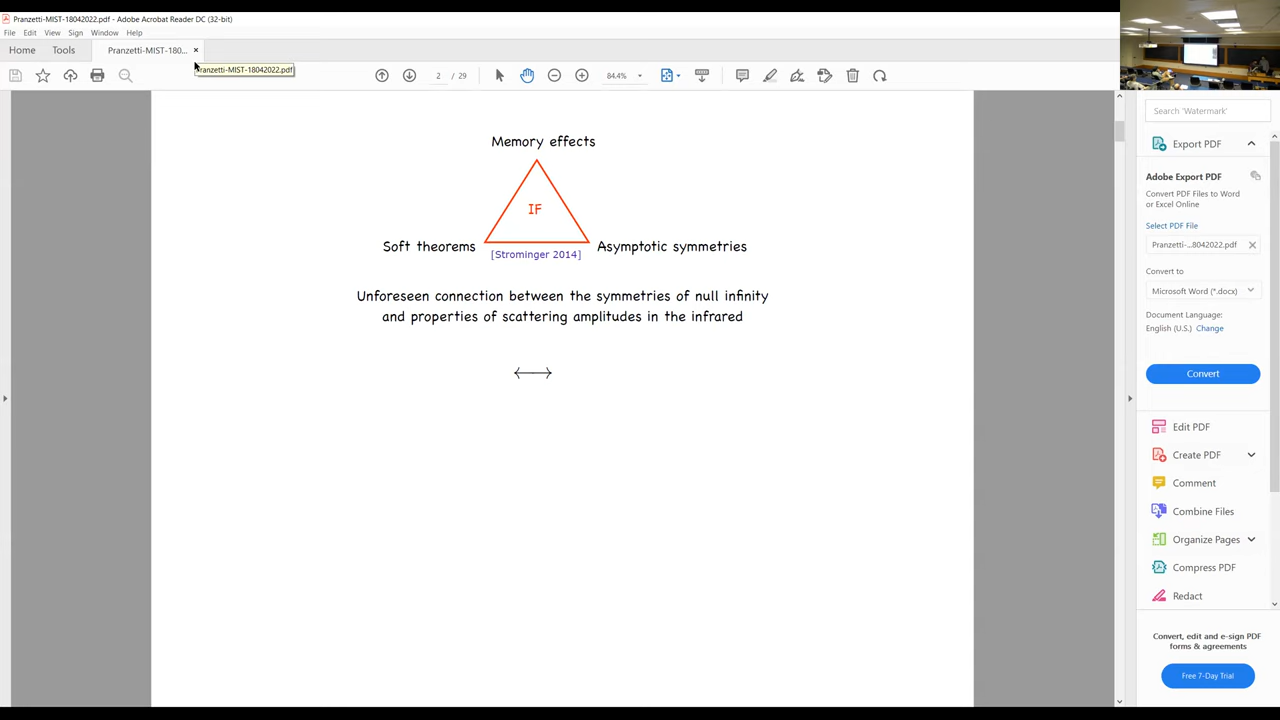 Pranzetti-MIST-18042022.pdf - Adobe Acrobat Reader DC (32-bit)
File Edit View Sign Window Help
Home Tools Pranzetti-MIST-180... ×
Pranzetti-MIST-18042022.pdf
2 / 29 84.4%
Memory effects
IF
Soft theorems
Asymptotic symmetries
[Strominger 2014]
Unforeseen connection between the symmetries of null infinity
and properties of scattering amplitudes in the infrared
Search 'Watermark'
Export PDF
Adobe Export PDF
Convert PDF Files to Word
or Excel Online
Select PDF File
Pranzetti-...8042022.pdf
Convert to
Microsoft Word (*.docx)
Document Language:
English (U.S.) Change
Convert
Edit PDF
Create PDF
Comment
Combine Files
Organize Pages
Compress PDF
Redact
Convert, edit and e-sign PDF
forms & agreements
Free 7-Day Trial